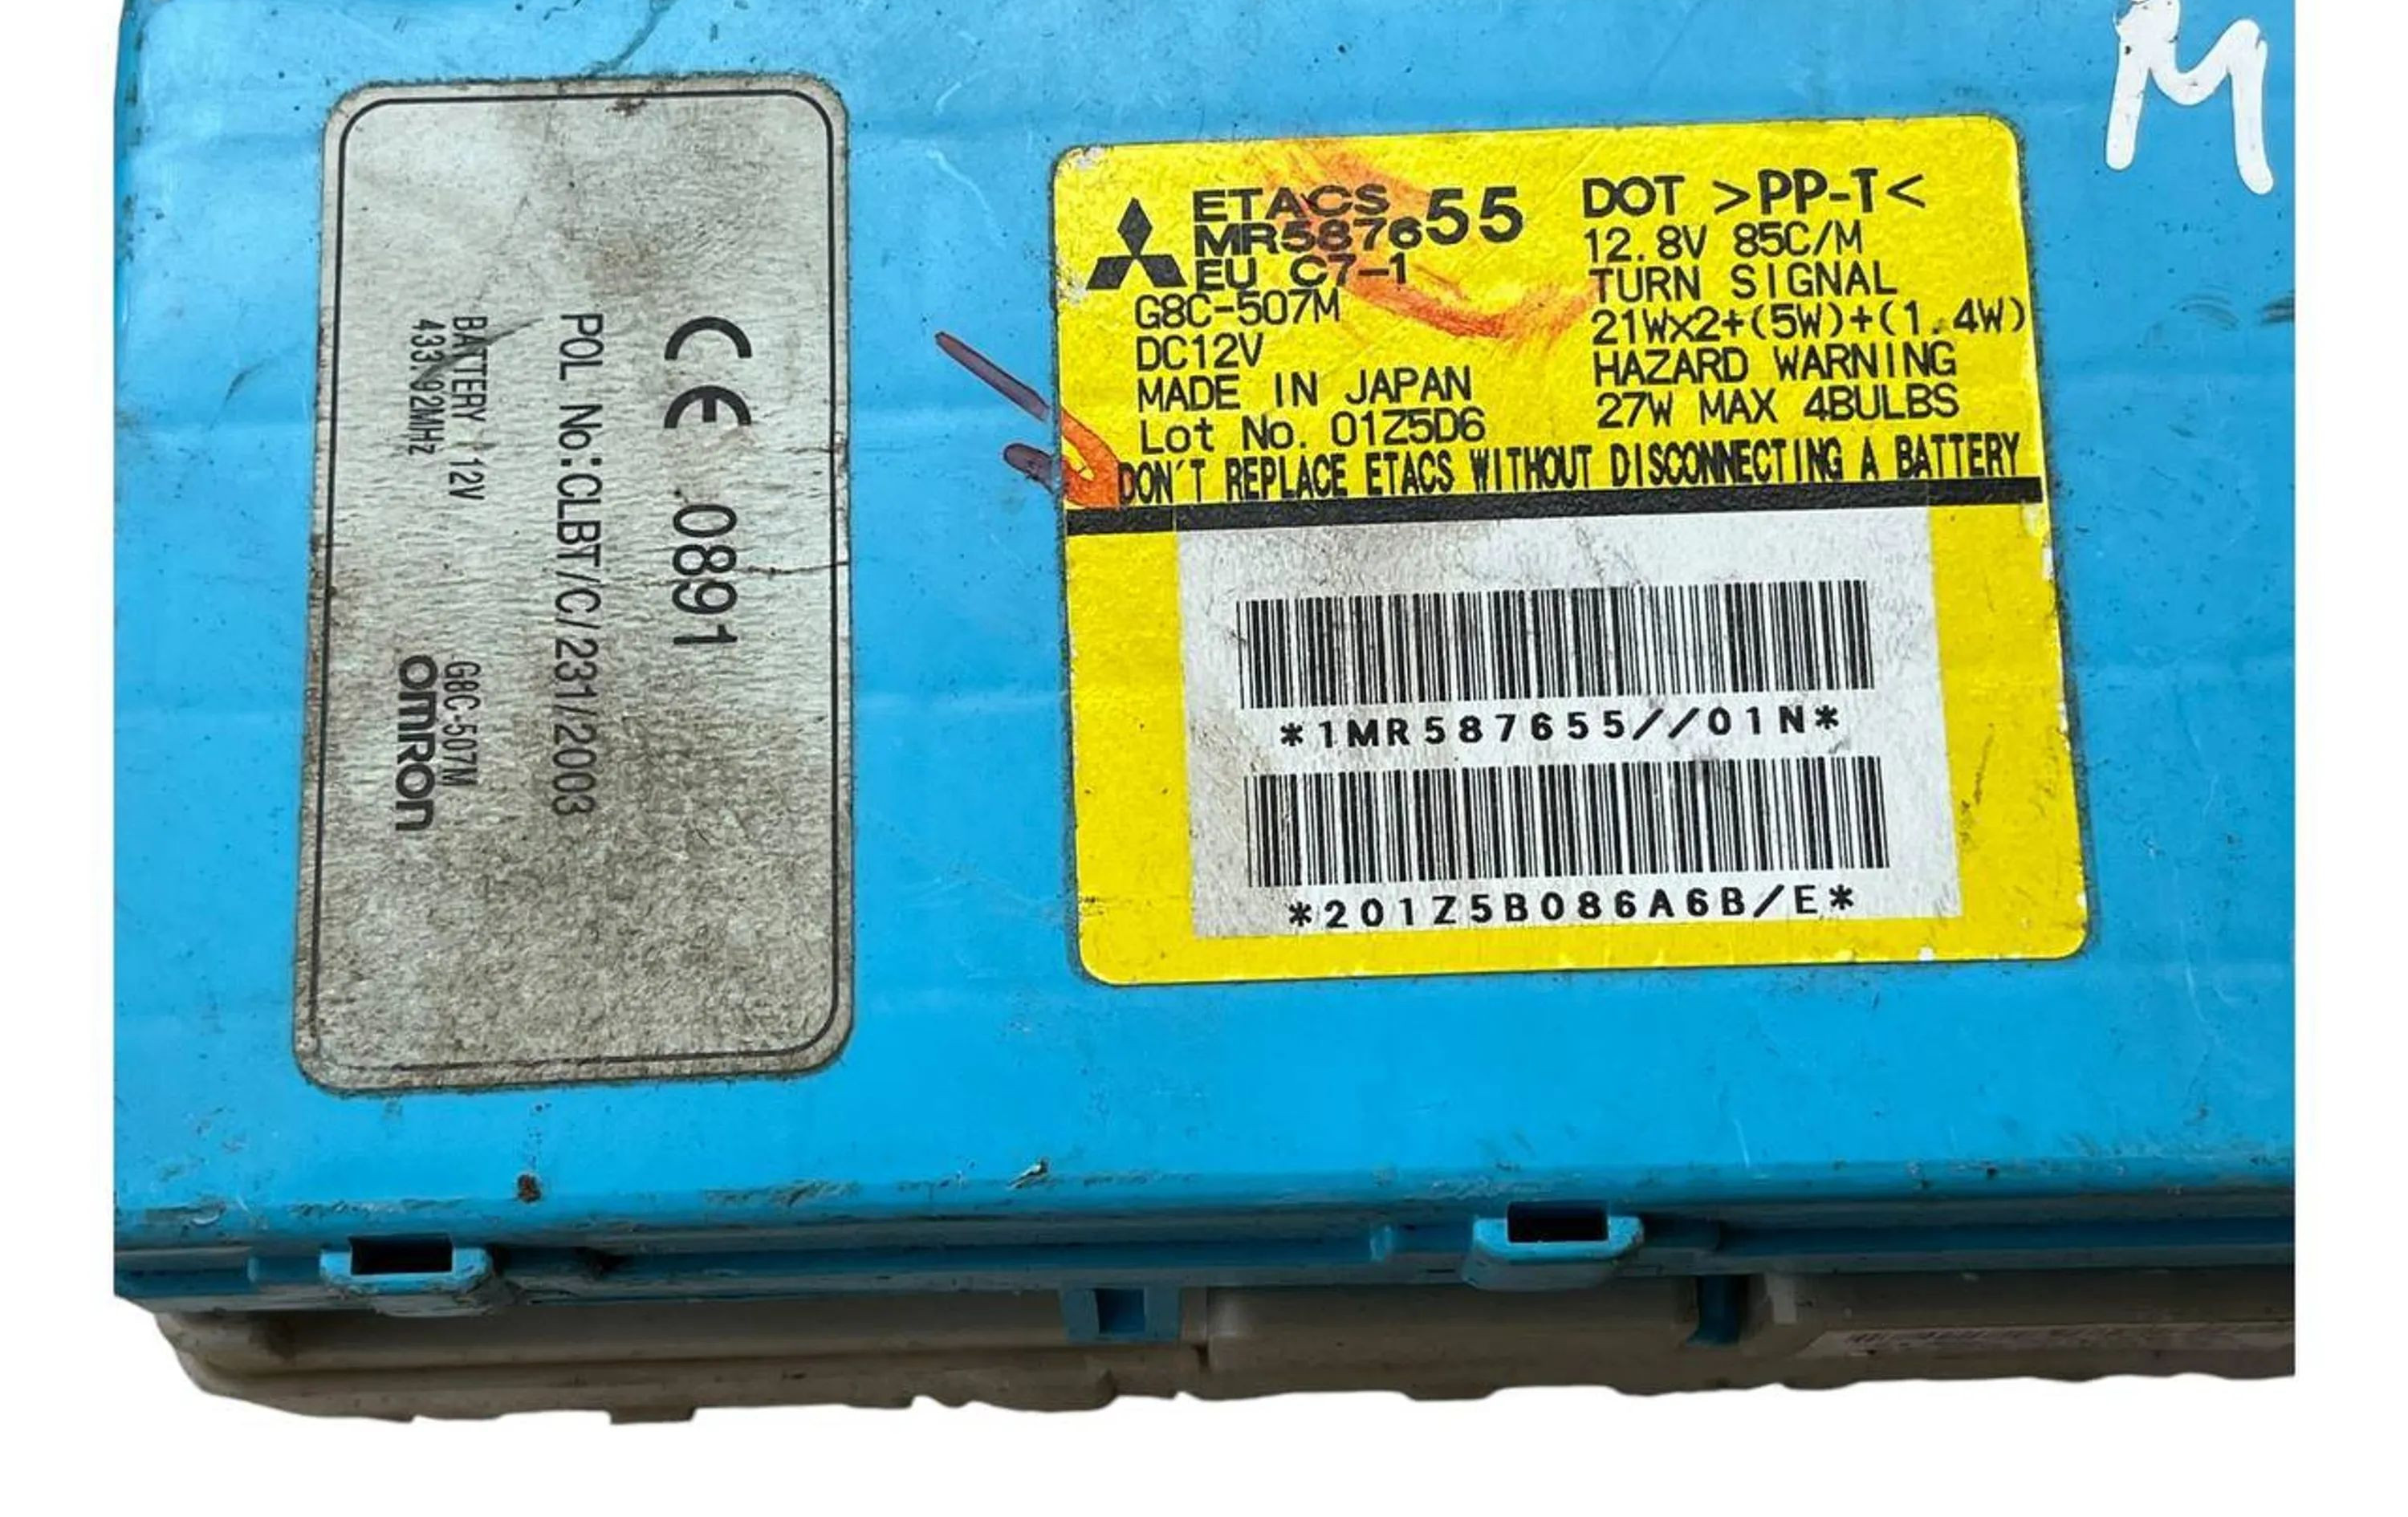 M
CE 0891
POL No:CLBT/C/231/2003
BATTERY 12V G8C-507M
433.92MHz OMRON
ETACS
MR587655
EU C7-1
G8C-507M
DC12V
MADE IN JAPAN
Lot No. 01Z5D6
DOT >PP-T<
12.8V 85C/M
TURN SIGNAL
21W×2+(5W)+(1.4W)
HAZARD WARNING
27W MAX 4BULBS
DON'T REPLACE ETACS WITHOUT DISCONNECTING A BATTERY
*1MR587655//01N*
*201Z5B086A6B/E*